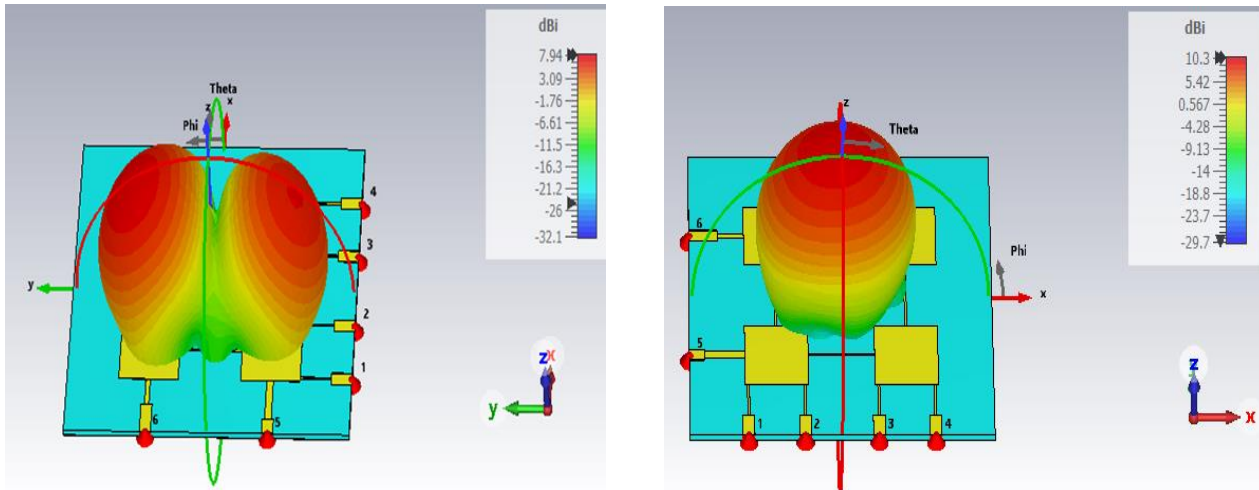 dBi
7.94
3.09
-1.76
-6.61
-11.5
-16.3
-21.2
-26
-32.1
Theta
z x
Phi
y
4
3
2
1
6 5
z x
y
dBi
10.3
5.42
0.567
-4.28
-9.13
-14
-18.8
-23.7
-29.7
z
Theta
6
Phi
x
5
1 2 3 4
z
x